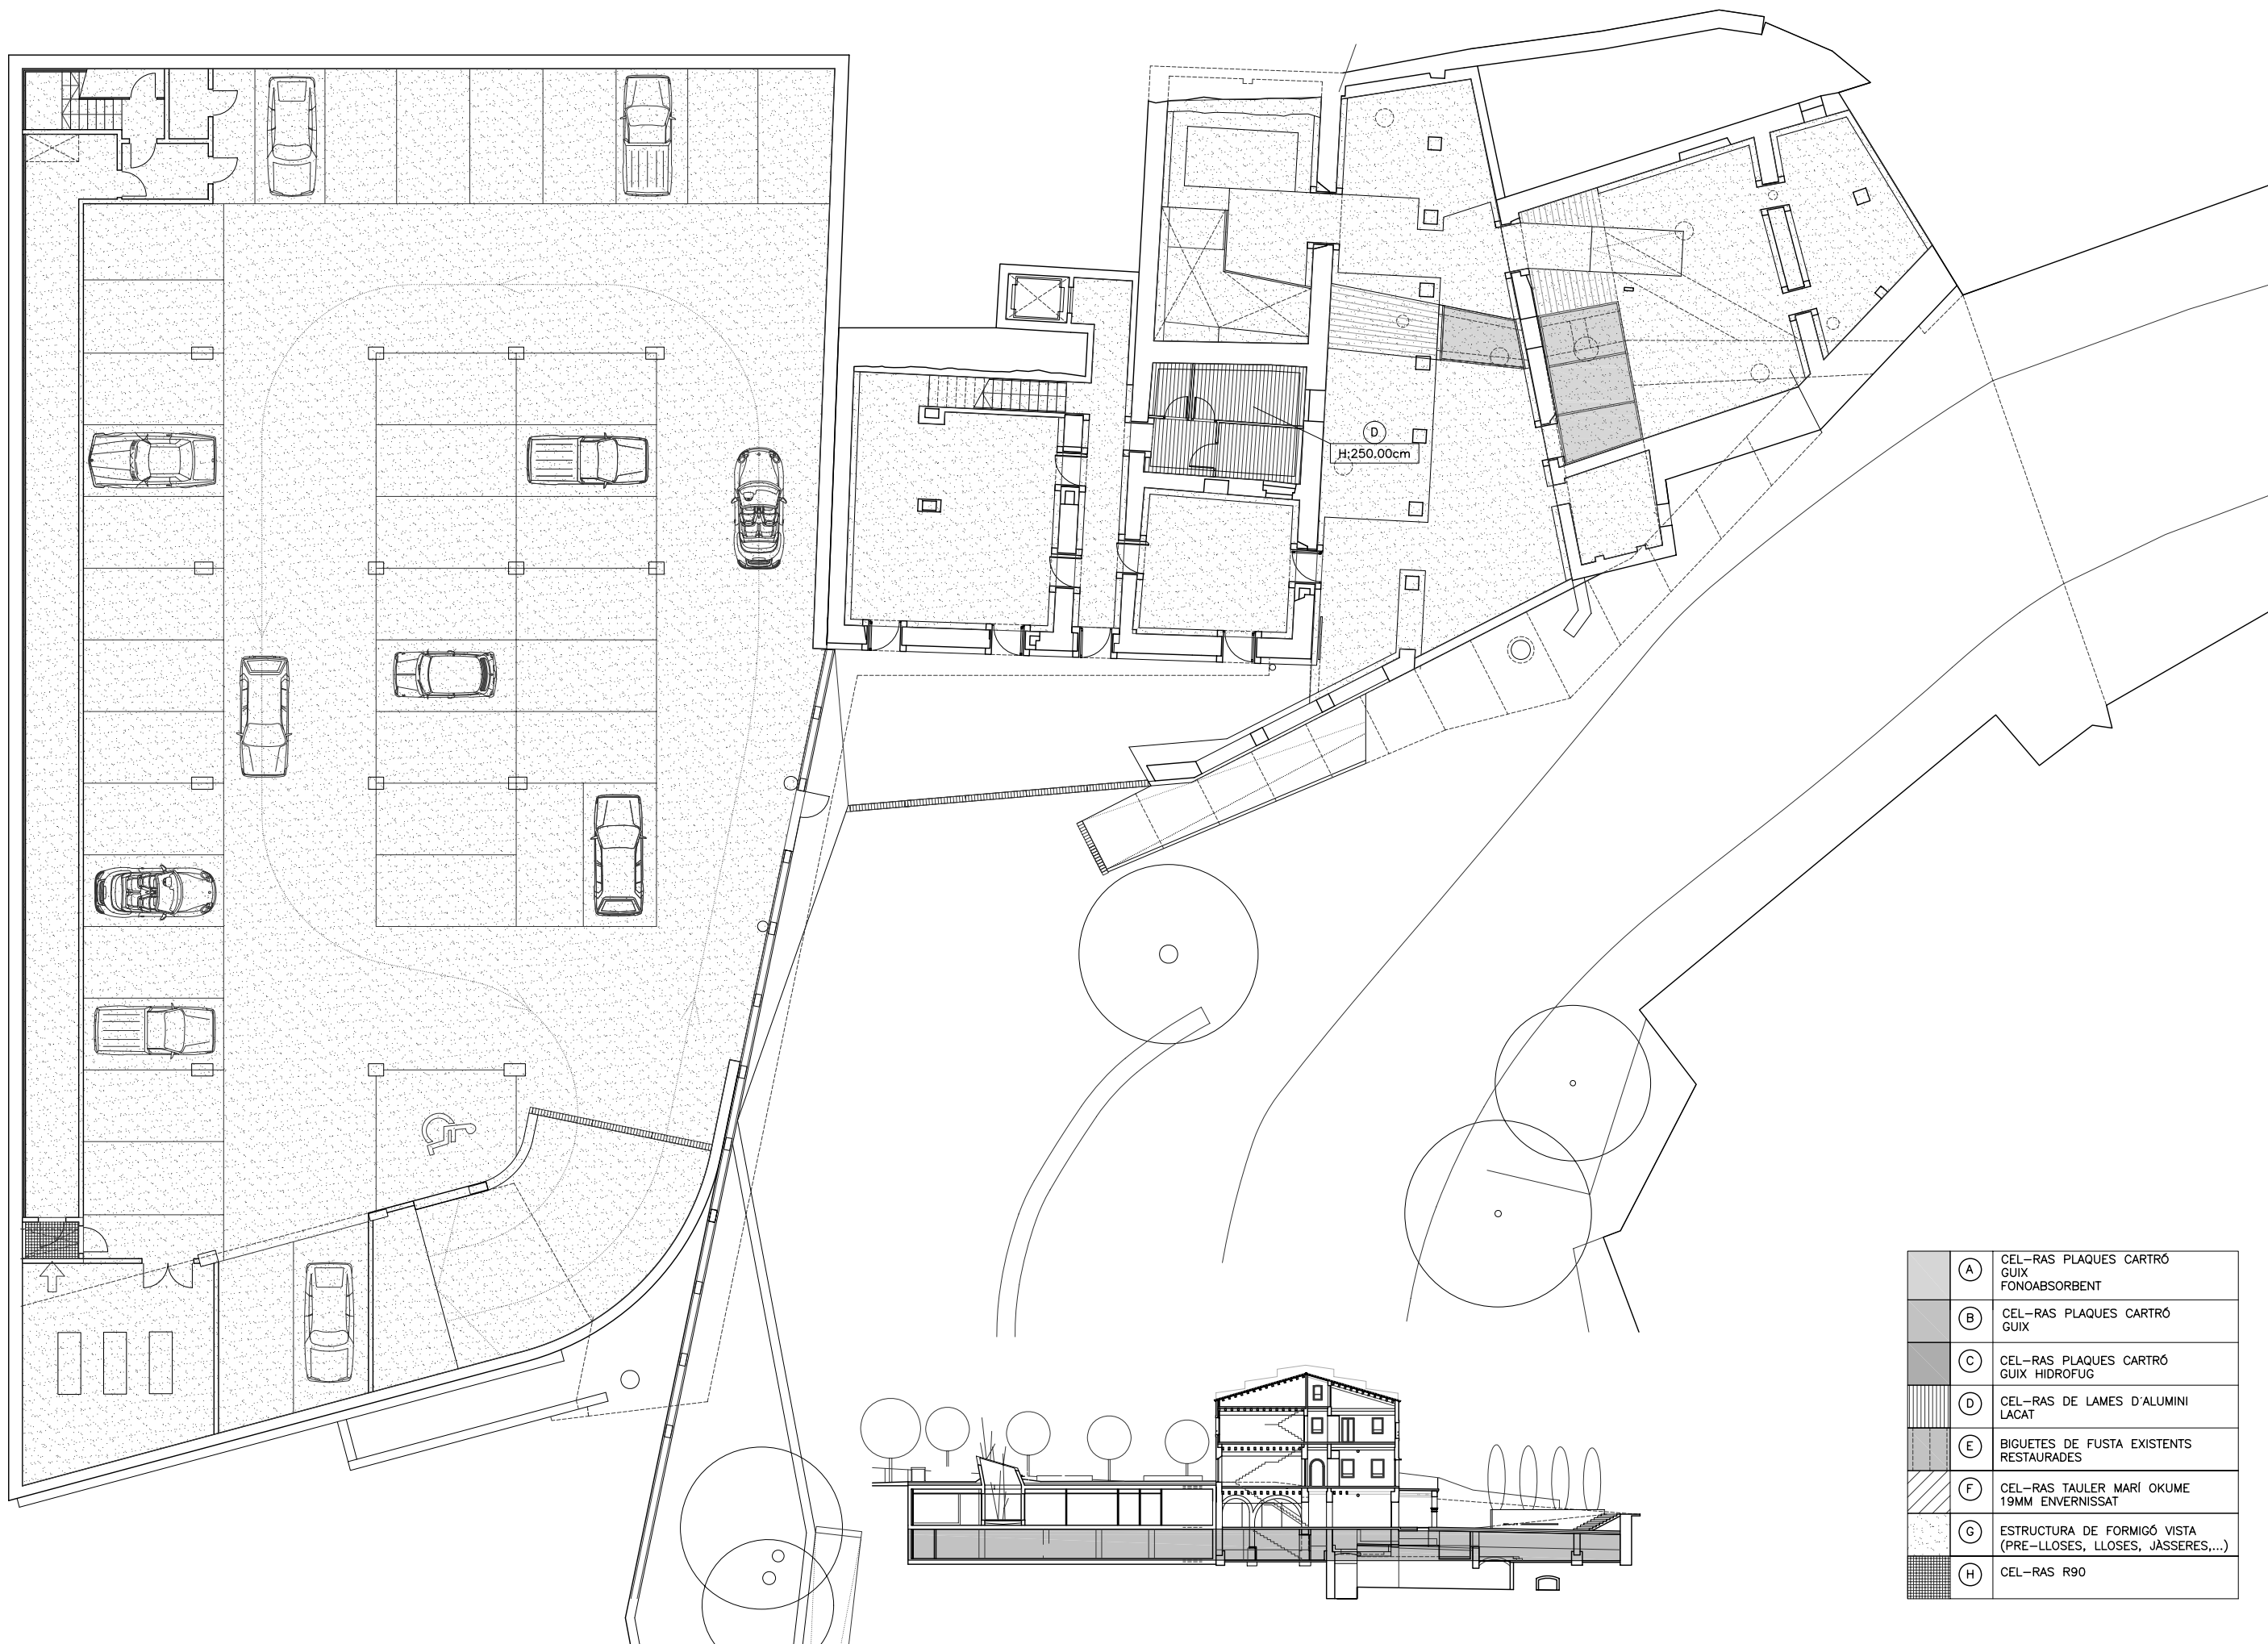 D
H:250.00cm
A
CEL-RAS PLAQUES CARTRÓ
GUIX
FONOABSORBENT
B
CEL-RAS PLAQUES CARTRÓ
GUIX
C
CEL-RAS PLAQUES CARTRÓ
GUIX HIDROFUG
D
CEL-RAS DE LAMES D'ALUMINI
LACAT
E
BIGUETES DE FUSTA EXISTENTS
RESTAURADES
F
CEL-RAS TAULER MARÍ OKUME
19MM ENVERNISSAT
G
ESTRUCTURA DE FORMIGÓ VISTA
(PRE-LLOSES, LLOSES, JÀSSERES,...)
H
CEL-RAS R90